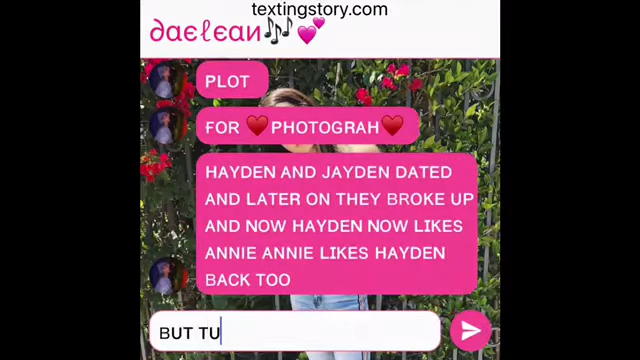 textingstory.com
∂αєℓєαи🎶💕
PLOT
FOR ♥️PHOTOGRAH♥️
HAYDEN AND JAYDEN DATED
AND LATER ON THEY BROKE UP
AND NOW HAYDEN NOW LIKES
ANNIE ANNIE LIKES HAYDEN
BACK TOO
BUT TU